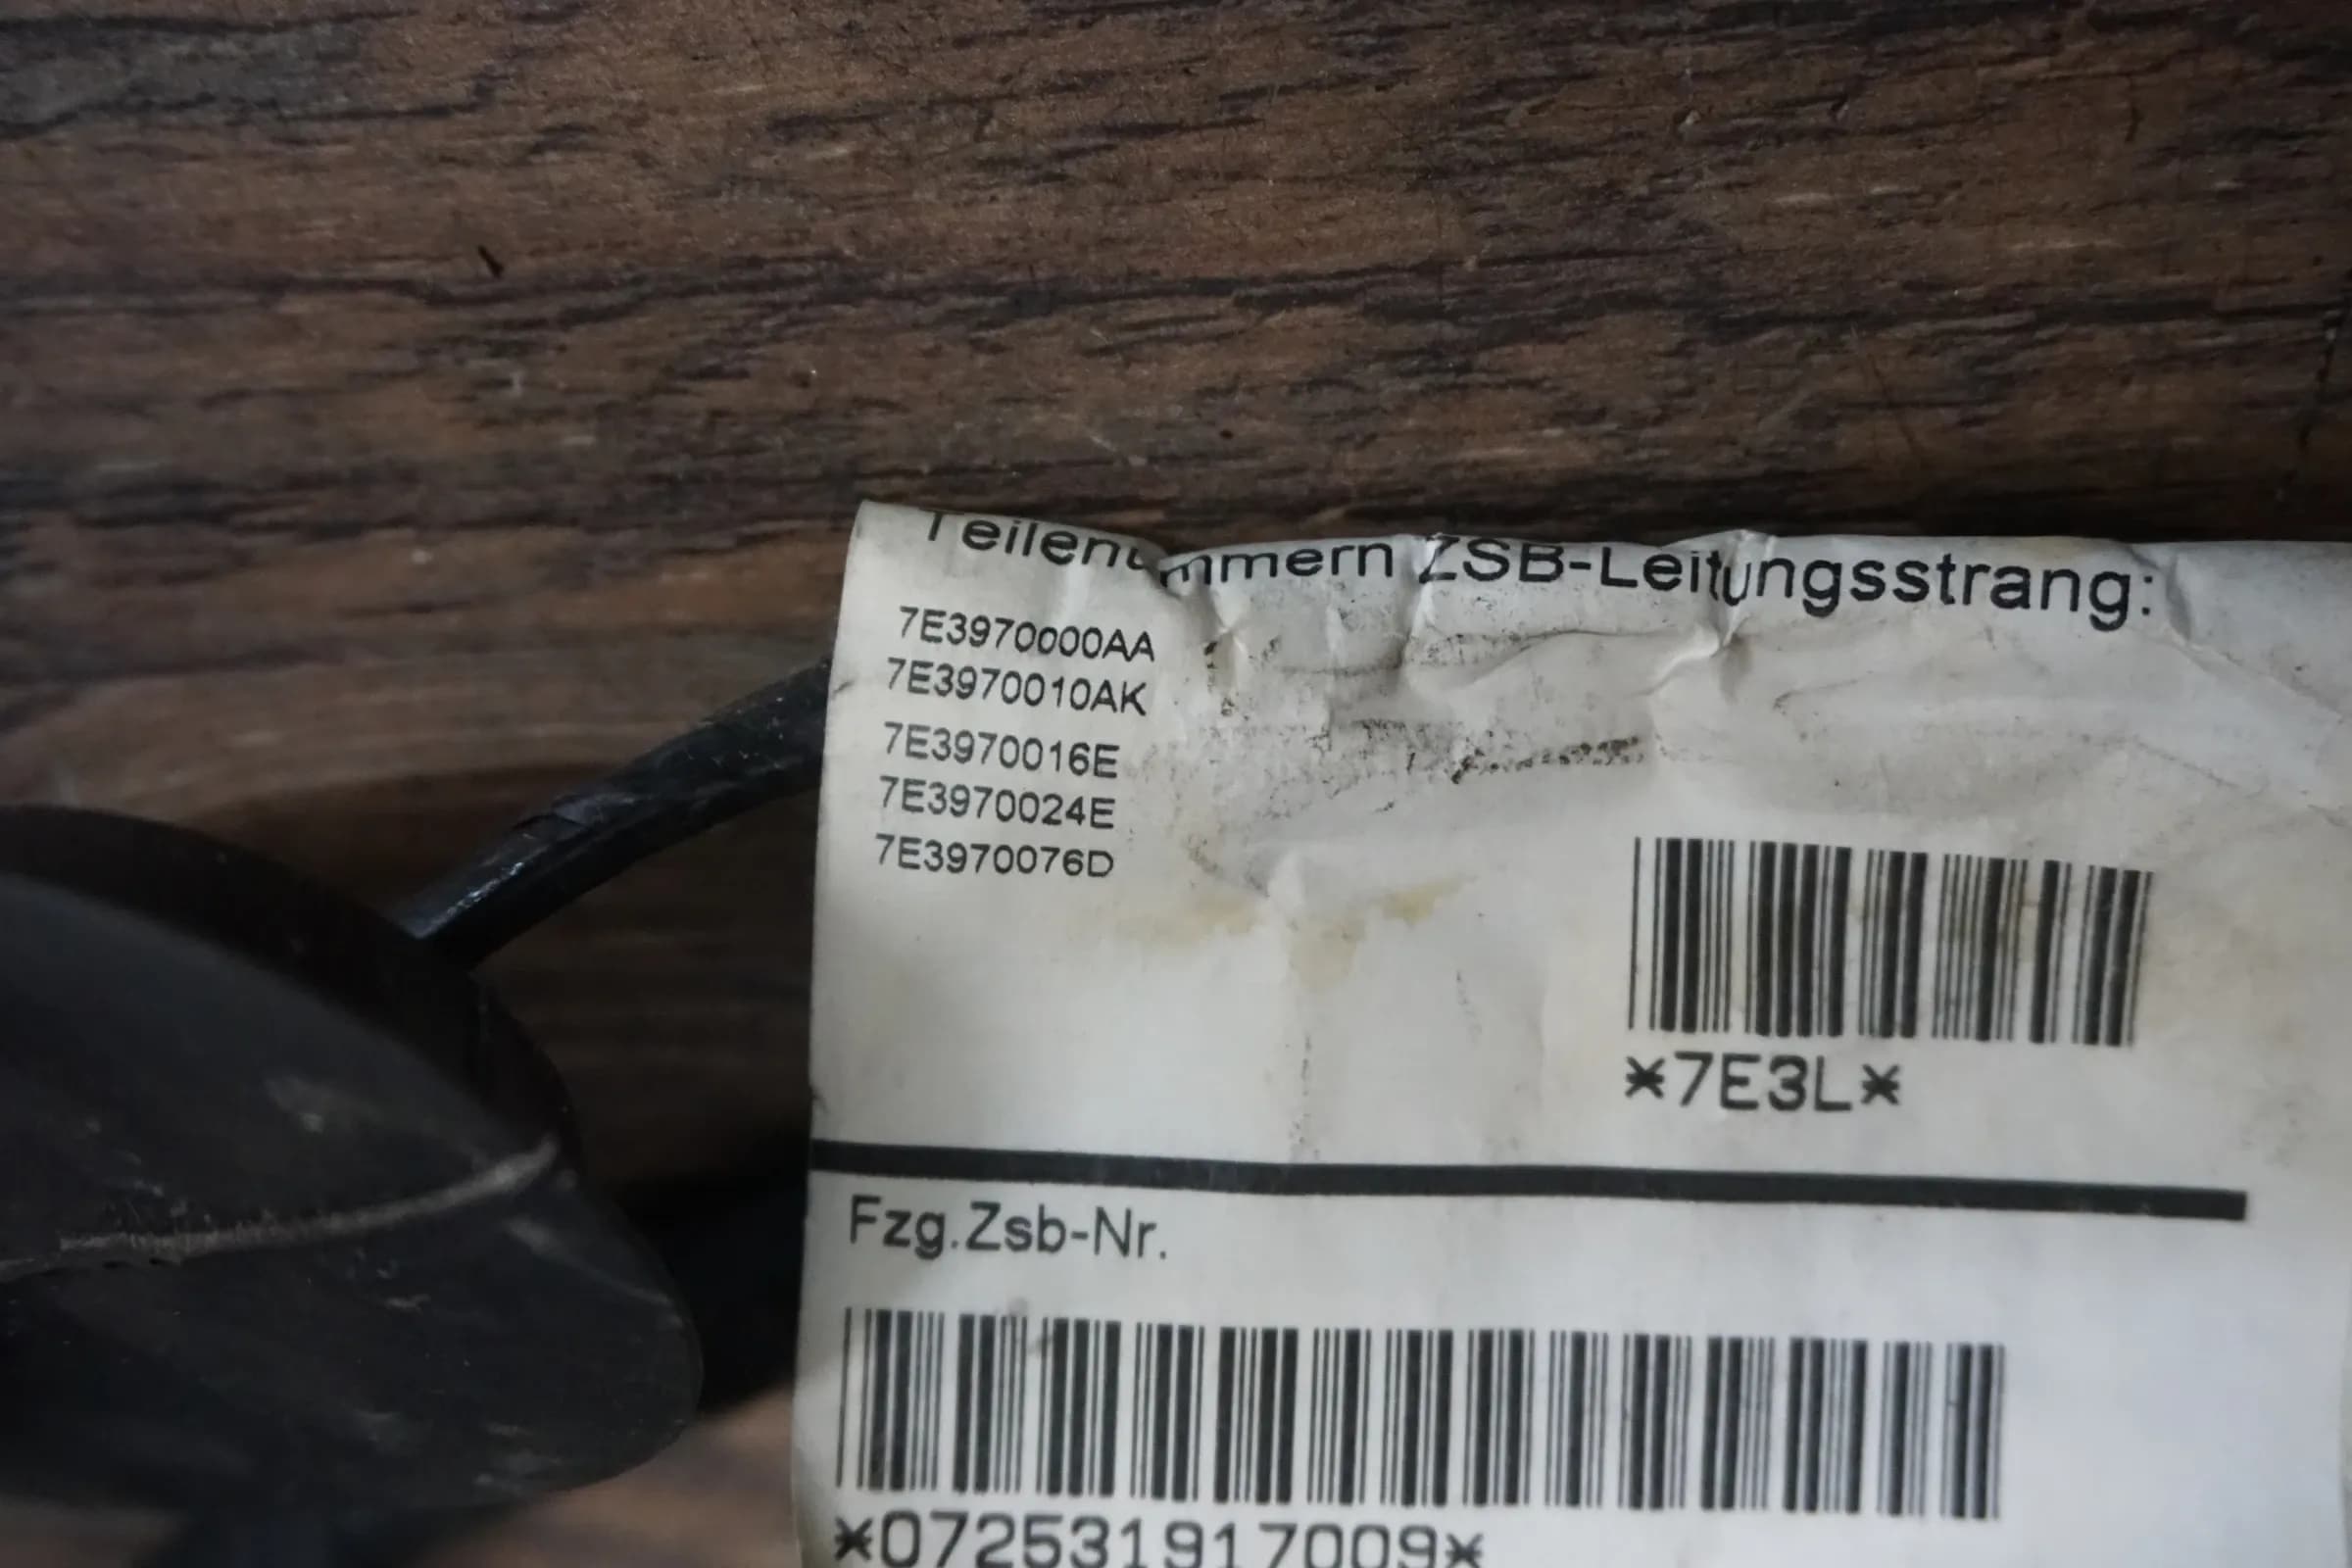 Teilenummern ZSB-Leitungsstrang:
7E3970000AA
7E3970010AK
7E3970016E
7E3970024E
7E3970076D
*7E3L*
Fzg.Zsb-Nr.
*072531917009*